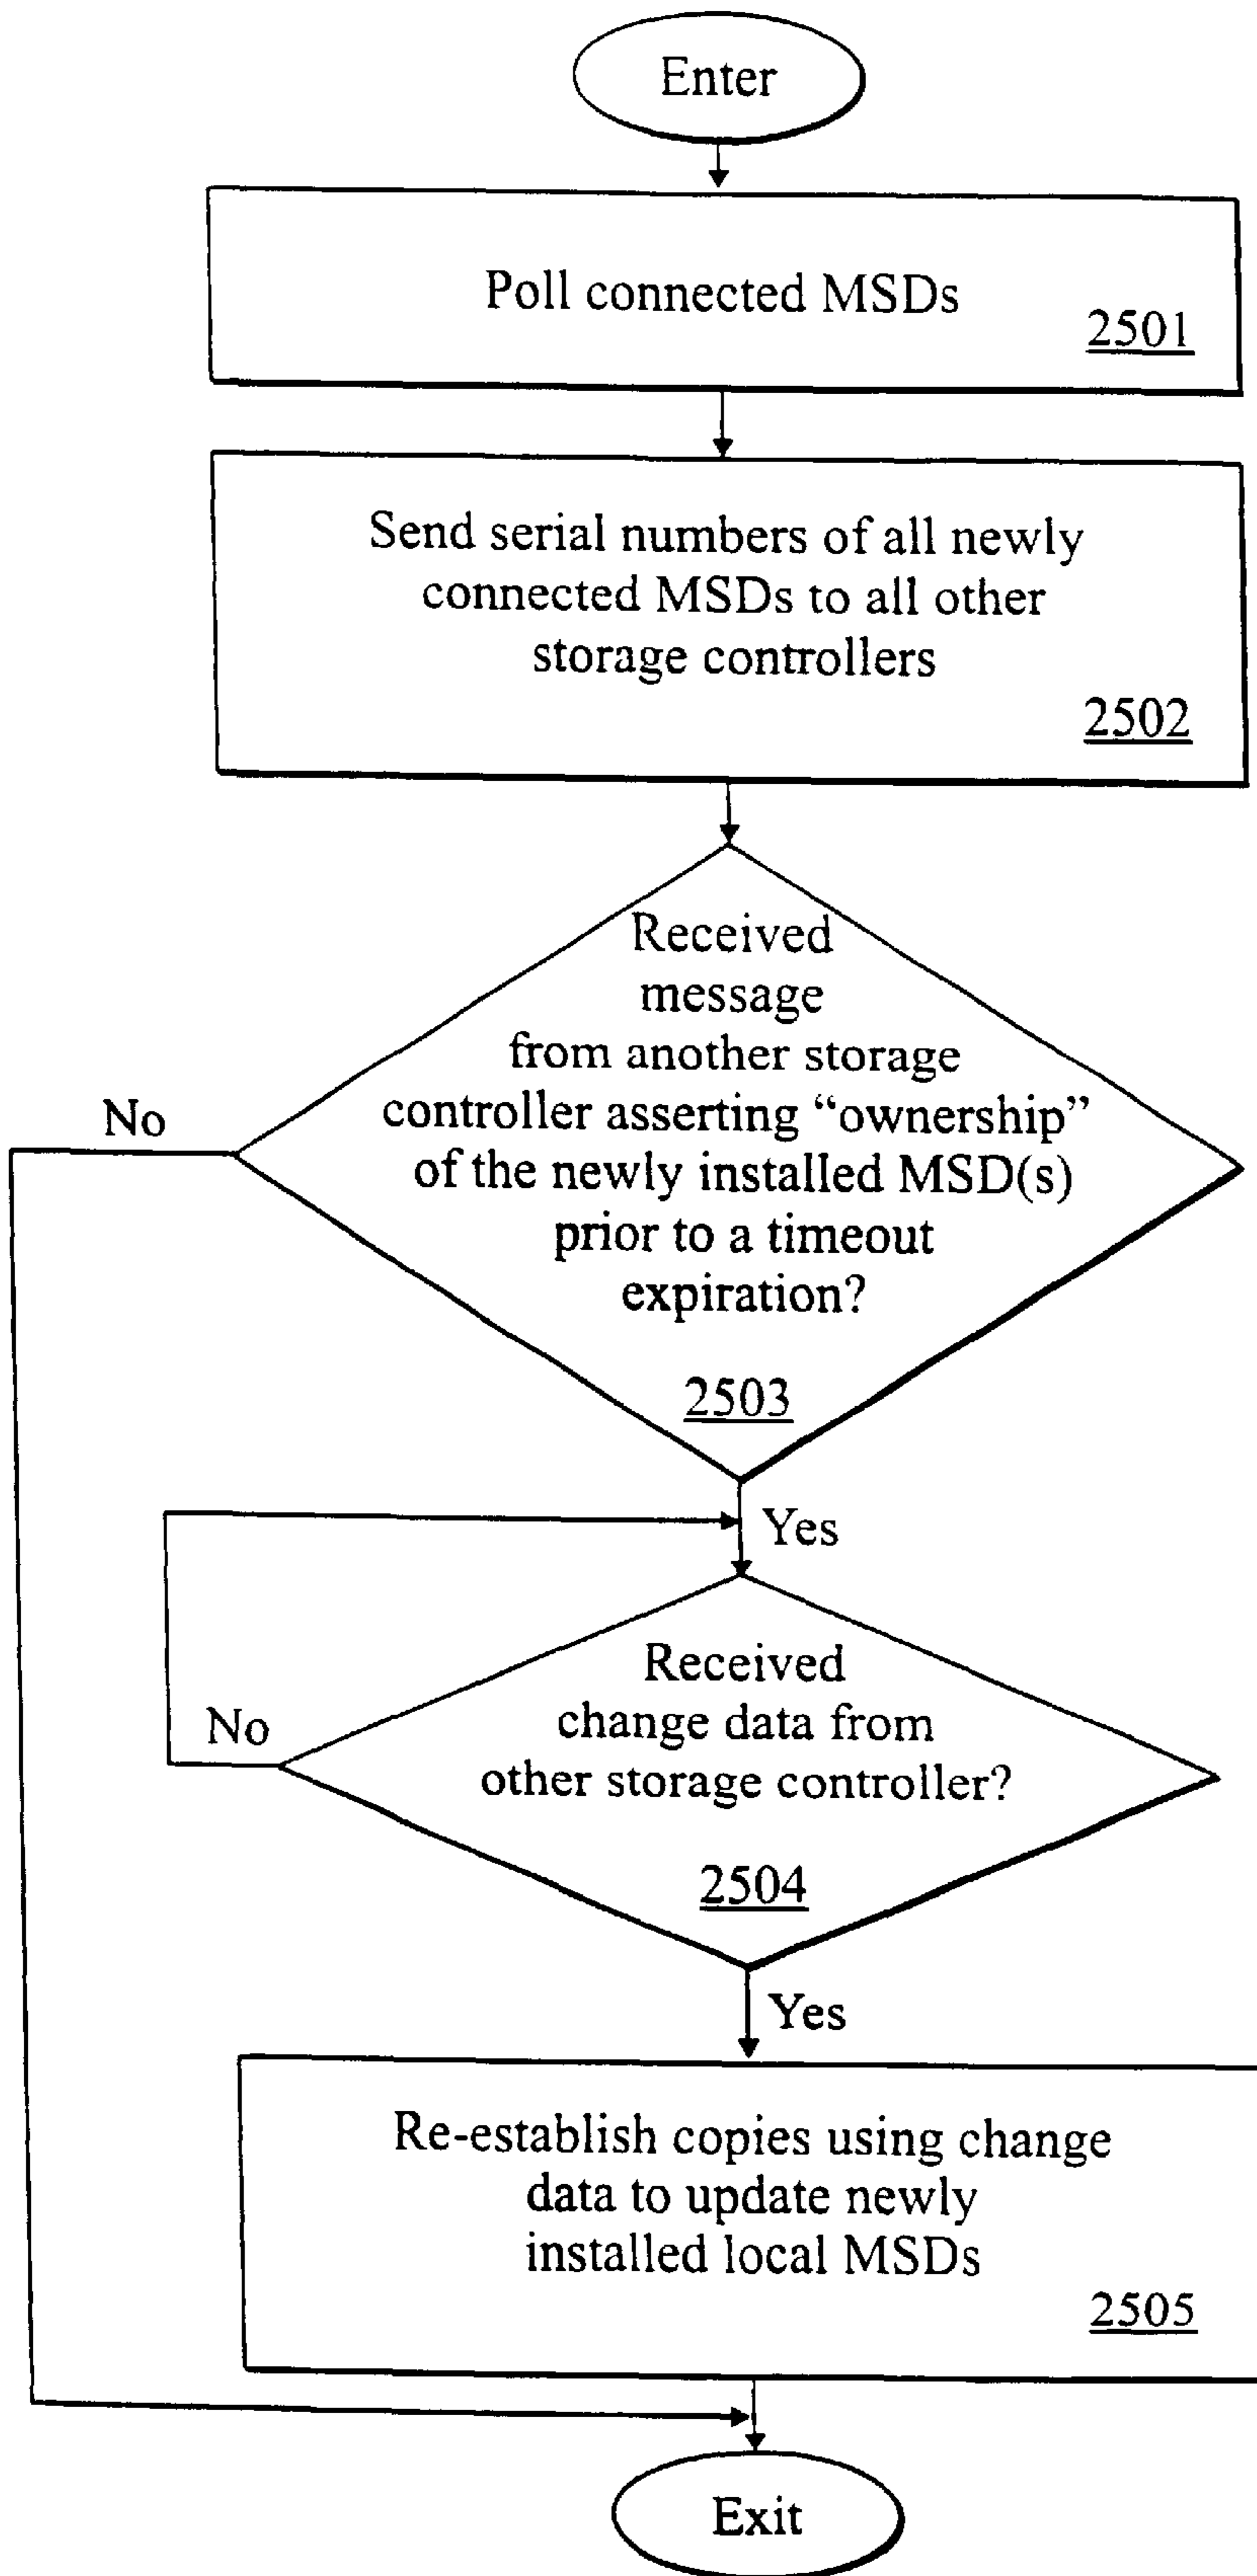 Enter
Poll connected MSDs
2501
Send serial numbers of all newly
connected MSDs to all other
storage controllers
2502
Received
message
from another storage
controller asserting “ownership”
of the newly installed MSD(s)
prior to a timeout
expiration?
2503
No
Yes
Received
change data from
other storage controller?
2504
No
Yes
Re-establish copies using change
data to update newly
installed local MSDs
2505
Exit